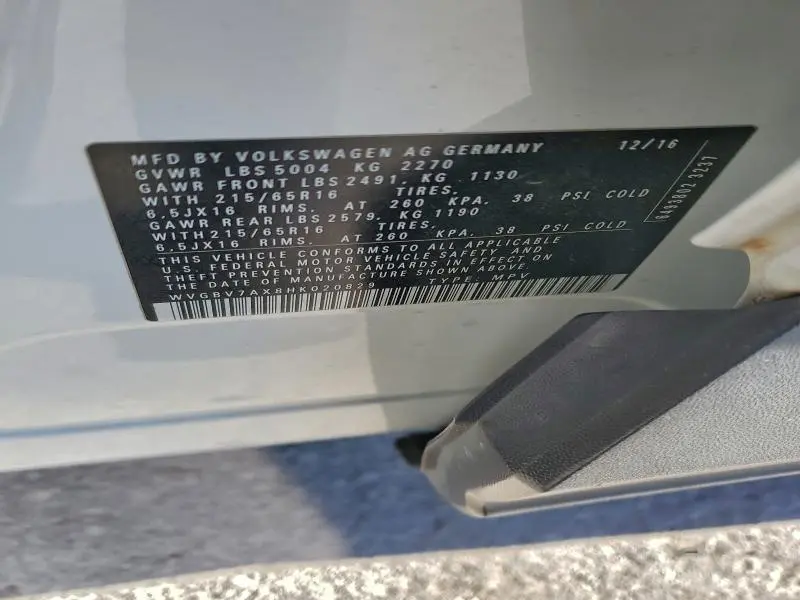 MFD BY VOLKSWAGEN AG GERMANY 12/16
GVWR LBS 5004 KG 2270
GAWR FRONT LBS 2491, KG 1130
WITH 215/65R16 TIRES.
6.5JX16 RIMS. AT 260 KPA. 38 PSI COLD
GAWR REAR LBS 2579, KG 1190
WITH 215/65R16 TIRES.
6.5JX16 RIMS. AT 260 KPA. 38 PSI COLD
THIS VEHICLE CONFORMS TO ALL APPLICABLE
U.S. FEDERAL MOTOR VEHICLE SAFETY AND
THEFT PREVENTION STANDARDS IN EFFECT ON
THE DATE OF MANUFACTURE SHOWN ABOVE.
WVGBV7AX8HK020829 TYPE: MPV
3237